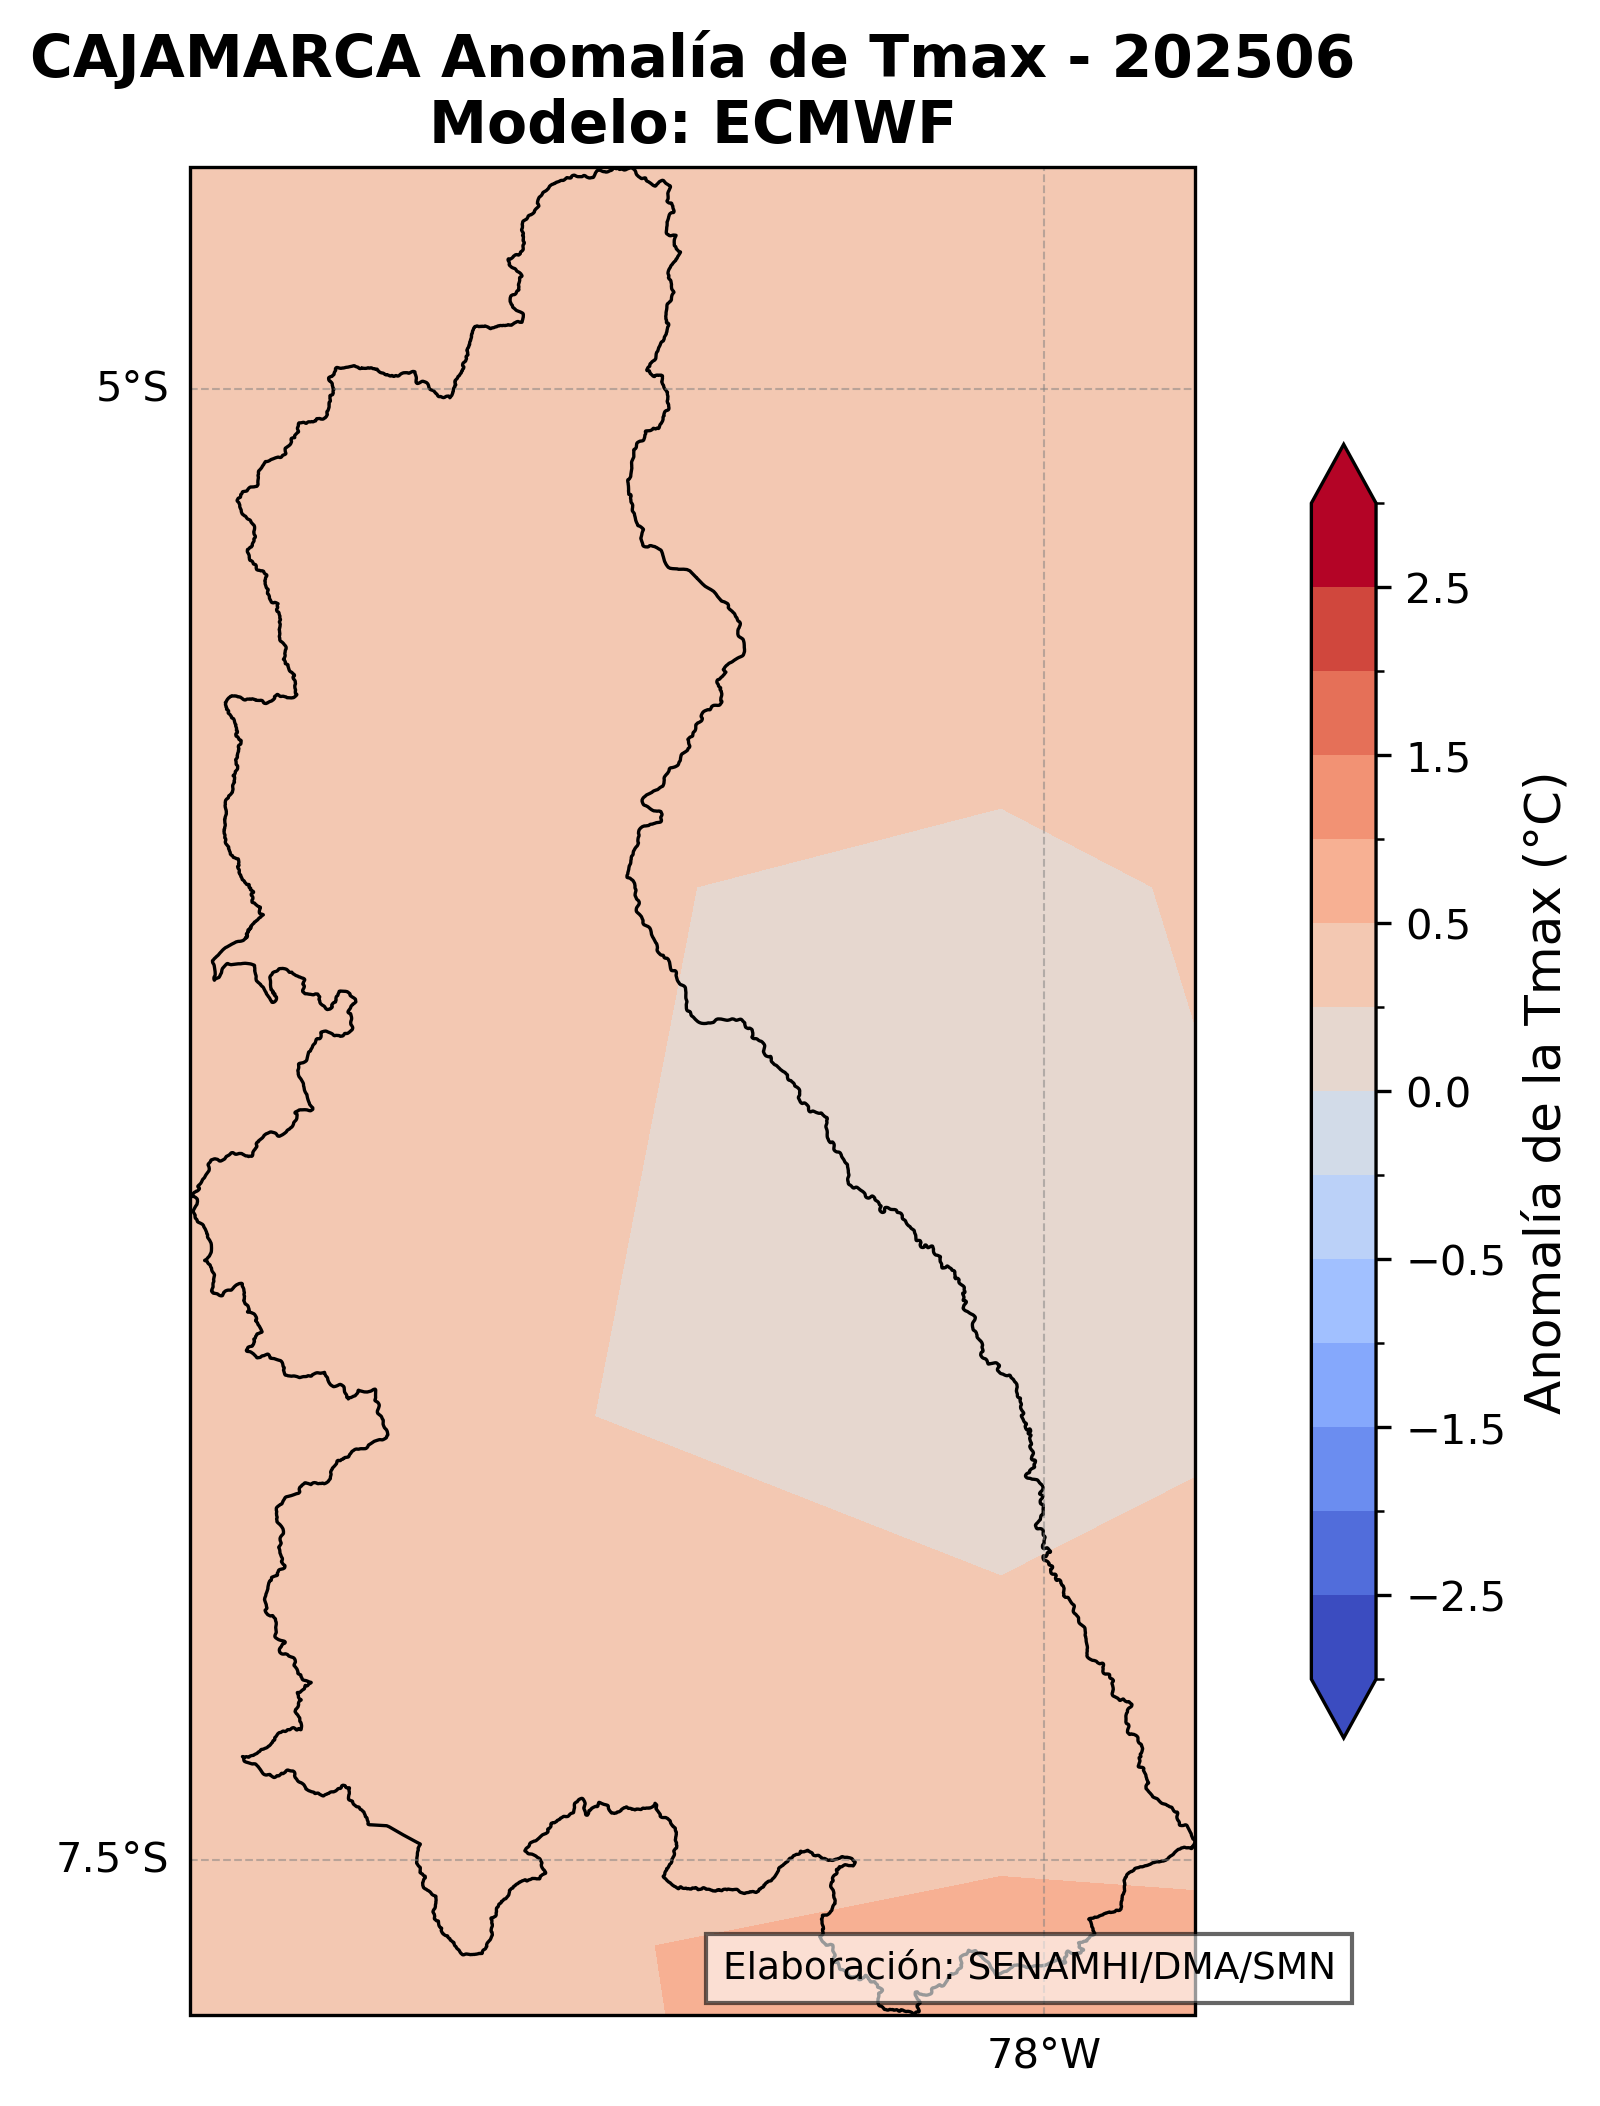 CAJAMARCA Anomalía de Tmax - 202506
Modelo: ECMWF
5°S
7.5°S
78°W
2.5
1.5
0.5
0.0
−0.5
−1.5
−2.5
Anomalía de la Tmax (°C)
Elaboración: SENAMHI/DMA/SMN